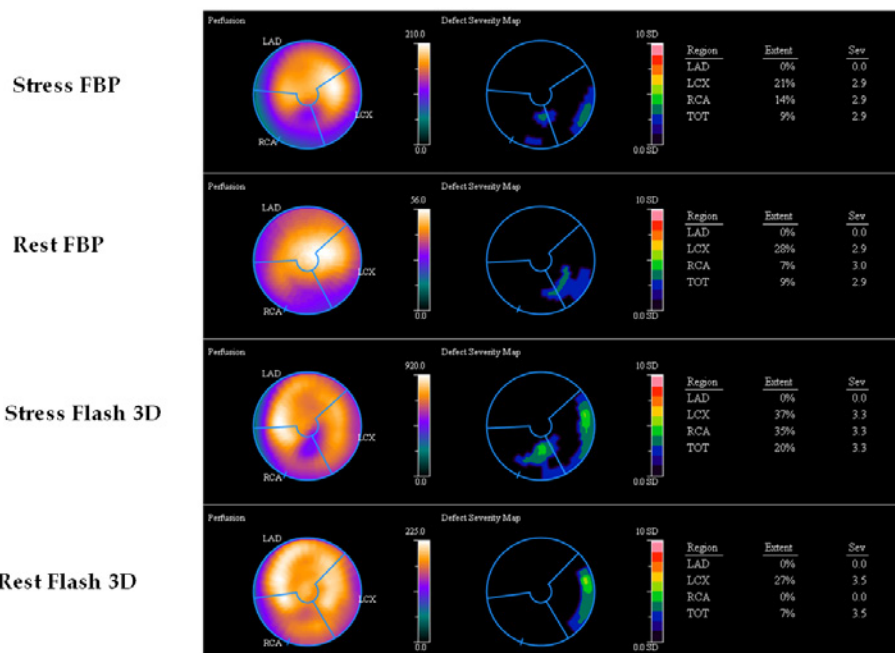 Stress FBP
Perfusion
Defect Severity Map
LAD
LCX
RCA
210.0
0.0
10 SD
0.0 SD
Region Extent Sev
LAD 0% 0.0
LCX 21% 2.9
RCA 14% 2.9
TOT 9% 2.9
Rest FBP
Perfusion
Defect Severity Map
LAD
LCX
RCA
56.0
0.0
10 SD
0.0 SD
Region Extent Sev
LAD 0% 0.0
LCX 28% 2.9
RCA 7% 3.0
TOT 9% 2.9
Stress Flash 3D
Perfusion
Defect Severity Map
LAD
LCX
RCA
920.0
0.0
10 SD
0.0 SD
Region Extent Sev
LAD 0% 0.0
LCX 37% 3.3
RCA 35% 3.3
TOT 20% 3.3
Rest Flash 3D
Perfusion
Defect Severity Map
LAD
LCX
RCA
225.0
0.0
10 SD
0.0 SD
Region Extent Sev
LAD 0% 0.0
LCX 27% 3.5
RCA 0% 0.0
TOT 7% 3.5